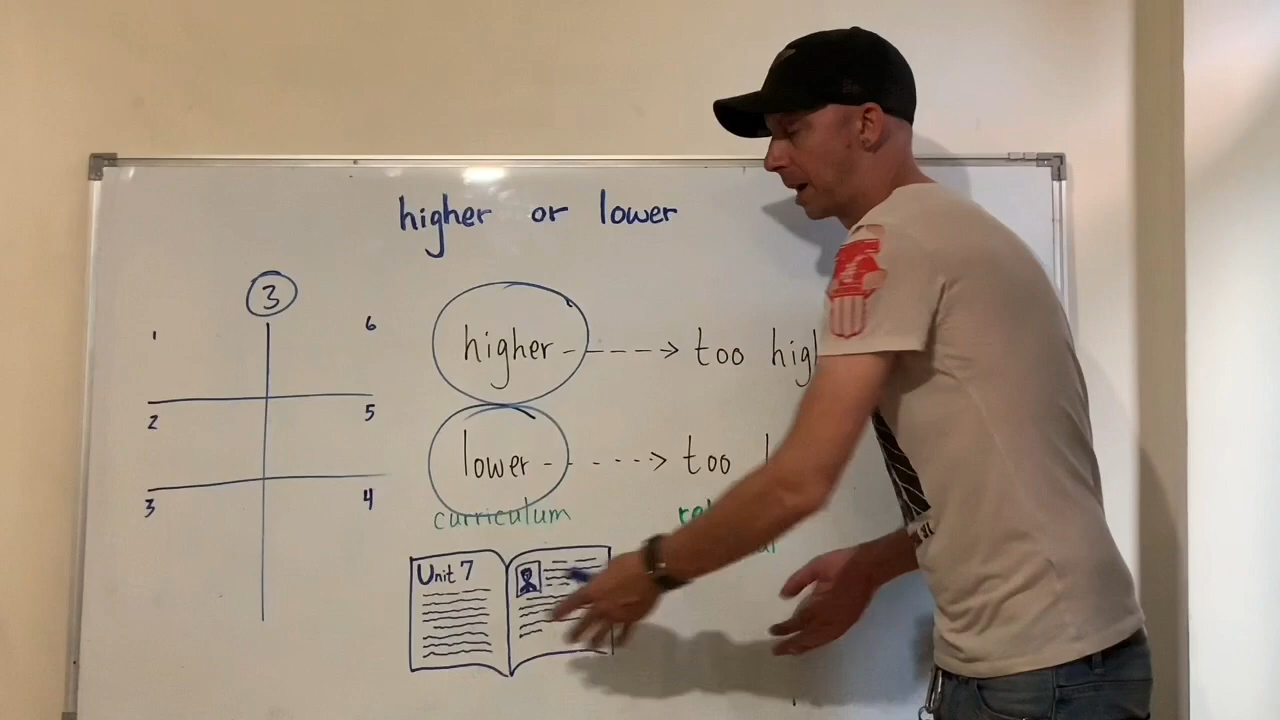 higher or lower
3
1 6
2 5
3 4
higher ----> too
lower - - ---> too
curriculum
Unit 7